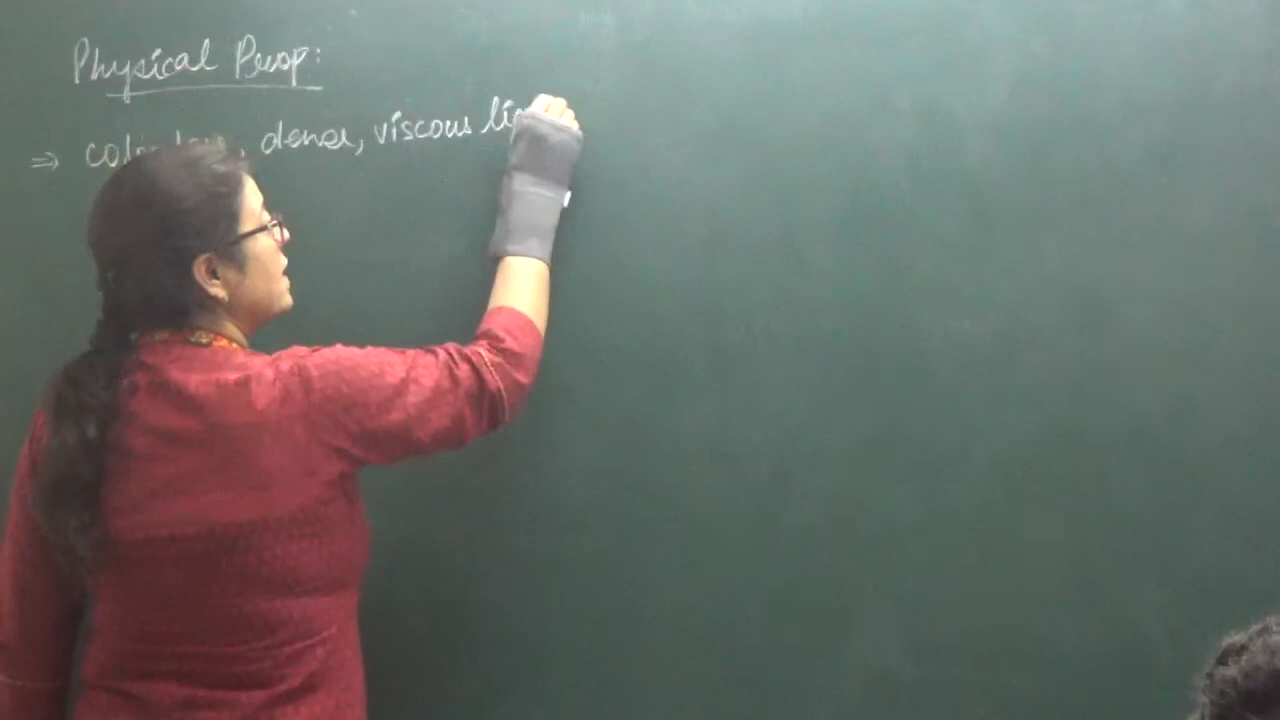 Physical Prop:
⇒ , dense, viscous